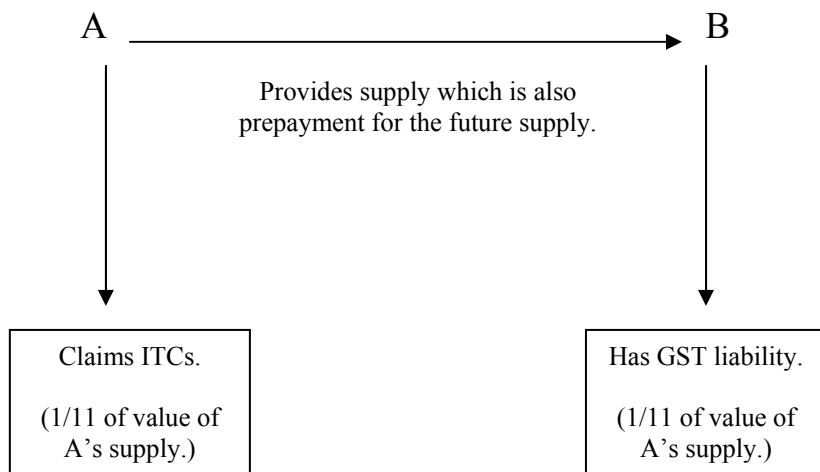 A
B
Provides supply which is also
prepayment for the future supply.
Claims ITCs.
(1/11 of value of
A's supply.)
Has GST liability.
(1/11 of value of
A's supply.)